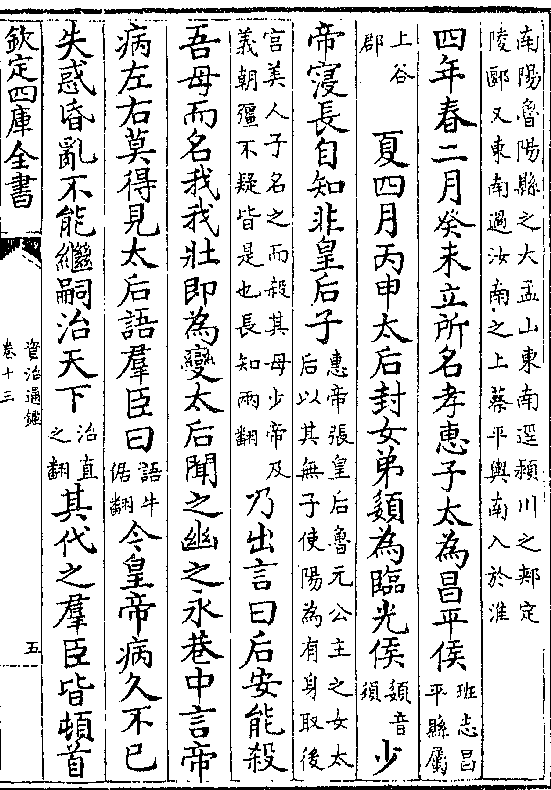 南陽魯陽縣之大孟山東南逕潁川之郟定
陵郾又東南過汝南之上蔡平輿南入於淮
四年春二月癸未立所名孝惠子太為昌平侯班志昌
平縣屬
上谷
郡夏四月丙申太后封女弟嬃為臨光侯嬃音
須少
帝寖長自知非皇后子惠帝張皇后魯元公主之女太
后以其無子使陽為有身取後
宫美人子名之而殺其母少帝及
義朝彊不疑皆是也長知兩翻乃出言曰后安能殺
吾母而名我我壯即為變太后聞之幽之永巷中言帝
病左右莫得見太后語羣臣曰語牛
倨翻今皇帝病久不已
失惑昏亂不能繼嗣治天下治直
之翻其代之羣臣皆頓首
欽定四庫全書
資治通鑑
卷十三
五